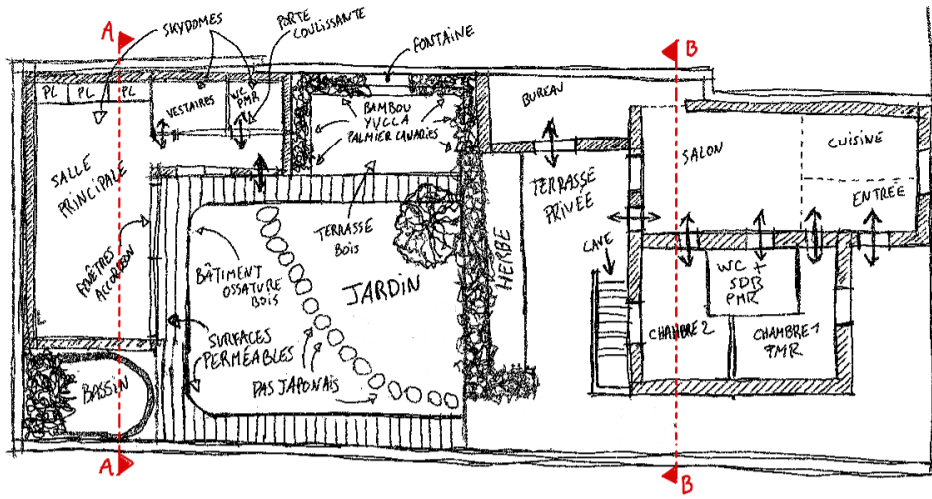 A
SKYDOMES
PORTE
COULISSANTE
FONTAINE
B
PL PL PL
VESTAIRES
WC
PMR
BAMBOU
YUCCA
PALMIER CANARIES
BUREAU
SALON
CUISINE
ENTRÉE
SALLE
PRINCIPALE
FENÊTRES
ACCORDÉON
TERRASSE
BOIS
TERRASSE
PRIVÉE
HERBE
CAVE
BÂTIMENT
OSSATURE
BOIS
JARDIN
WC +
SDB
PMR
CHAMBRE 2
CHAMBRE 1
PMR
SURFACES
PERMÉABLES
PAS JAPONAIS
BASSIN
A
B